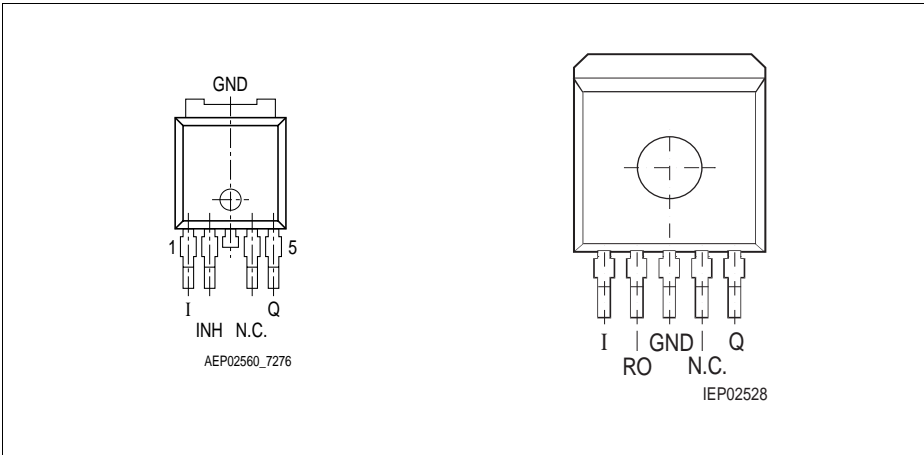 GND
1 5
I Q
INH N.C.
AEP02560_7276
I GND Q
RO N.C.
IEP02528